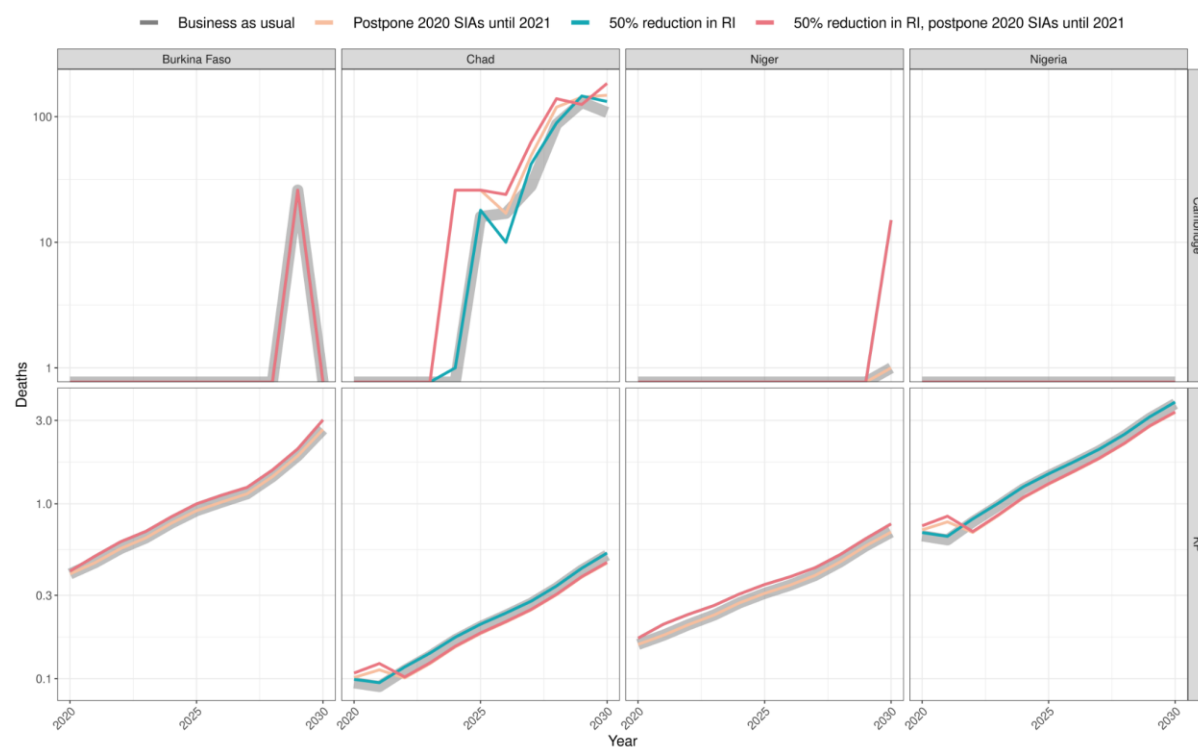 Business as usual Postpone 2020 SIAs until 2021 50% reduction in RI 50% reduction in RI, postpone 2020 SIAs until 2021
Burkina Faso Chad Niger Nigeria
100
10
1
Cambridge
Deaths
3.0
1.0
0.3
0.1
KP
2020 2025 2030 2020 2025 2030 2020 2025 2030 2020 2025 2030
Year